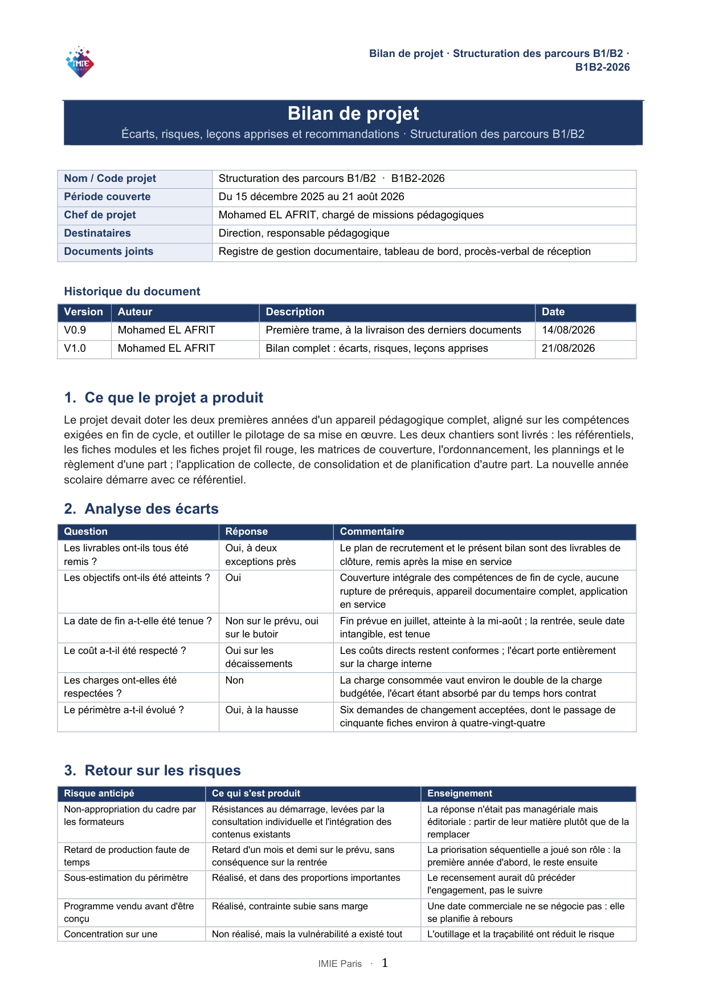 IMIE
PARIS
Bilan de projet · Structuration des parcours B1/B2 ·
B1B2-2026
Bilan de projet
Écarts, risques, leçons apprises et recommandations · Structuration des parcours B1/B2
Nom / Code projet Structuration des parcours B1/B2 · B1B2-2026
Période couverte Du 15 décembre 2025 au 21 août 2026
Chef de projet Mohamed EL AFRIT, chargé de missions pédagogiques
Destinataires Direction, responsable pédagogique
Documents joints Registre de gestion documentaire, tableau de bord, procès-verbal de réception
Historique du document
Version Auteur Description Date
V0.9 Mohamed EL AFRIT Première trame, à la livraison des derniers documents 14/08/2026
V1.0 Mohamed EL AFRIT Bilan complet : écarts, risques, leçons apprises 21/08/2026
1. Ce que le projet a produit
Le projet devait doter les deux premières années d'un appareil pédagogique complet, aligné sur les compétences
exigées en fin de cycle, et outiller le pilotage de sa mise en œuvre. Les deux chantiers sont livrés : les référentiels,
les fiches modules et les fiches projet fil rouge, les matrices de couverture, l'ordonnancement, les plannings et le
règlement d'une part ; l'application de collecte, de consolidation et de planification d'autre part. La nouvelle année
scolaire démarre avec ce référentiel.
2. Analyse des écarts
Question Réponse Commentaire
Les livrables ont-ils tous été
remis ?
Oui, à deux
exceptions près
Le plan de recrutement et le présent bilan sont des livrables de
clôture, remis après la mise en service
Les objectifs ont-ils été atteints ?
Oui
Couverture intégrale des compétences de fin de cycle, aucune
rupture de prérequis, appareil documentaire complet, application
en service
La date de fin a-t-elle été tenue ?
Non sur le prévu, oui
sur le butoir
Fin prévue en juillet, atteinte à la mi-août ; la rentrée, seule date
intangible, est tenue
Le coût a-t-il été respecté ?
Oui sur les
décaissements
Les coûts directs restent conformes ; l'écart porte entièrement
sur la charge interne
Les charges ont-elles été
respectées ?
Non
La charge consommée vaut environ le double de la charge
budgétée, l'écart étant absorbé par du temps hors contrat
Le périmètre a-t-il évolué ?
Oui, à la hausse
Six demandes de changement acceptées, dont le passage de
cinquante fiches environ à quatre-vingt-quatre
3. Retour sur les risques
Risque anticipé Ce qui s'est produit Enseignement
Non-appropriation du cadre par
les formateurs
Résistances au démarrage, levées par la
consultation individuelle et l'intégration des
contenus existants
La réponse n'était pas managériale mais
éditoriale : partir de leur matière plutôt que de la
remplacer
Retard de production faute de
temps
Retard d'un mois et demi sur le prévu, sans
conséquence sur la rentrée
La priorisation séquentielle a joué son rôle : la
première année d'abord, le reste ensuite
Sous-estimation du périmètre
Réalisé, et dans des proportions importantes
Le recensement aurait dû précéder
l'engagement, pas le suivre
Programme vendu avant d'être
conçu
Réalisé, contrainte subie sans marge
Une date commerciale ne se négocie pas : elle
se planifie à rebours
Concentration sur une
Non réalisé, mais la vulnérabilité a existé tout
L'outillage et la traçabilité ont réduit le risque
IMIE Paris · 1